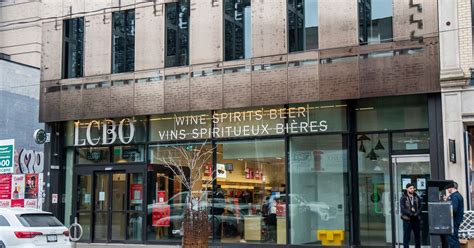 LCBO
WINE SPIRITS BEER
VINS SPIRITUEUX BIÈRES